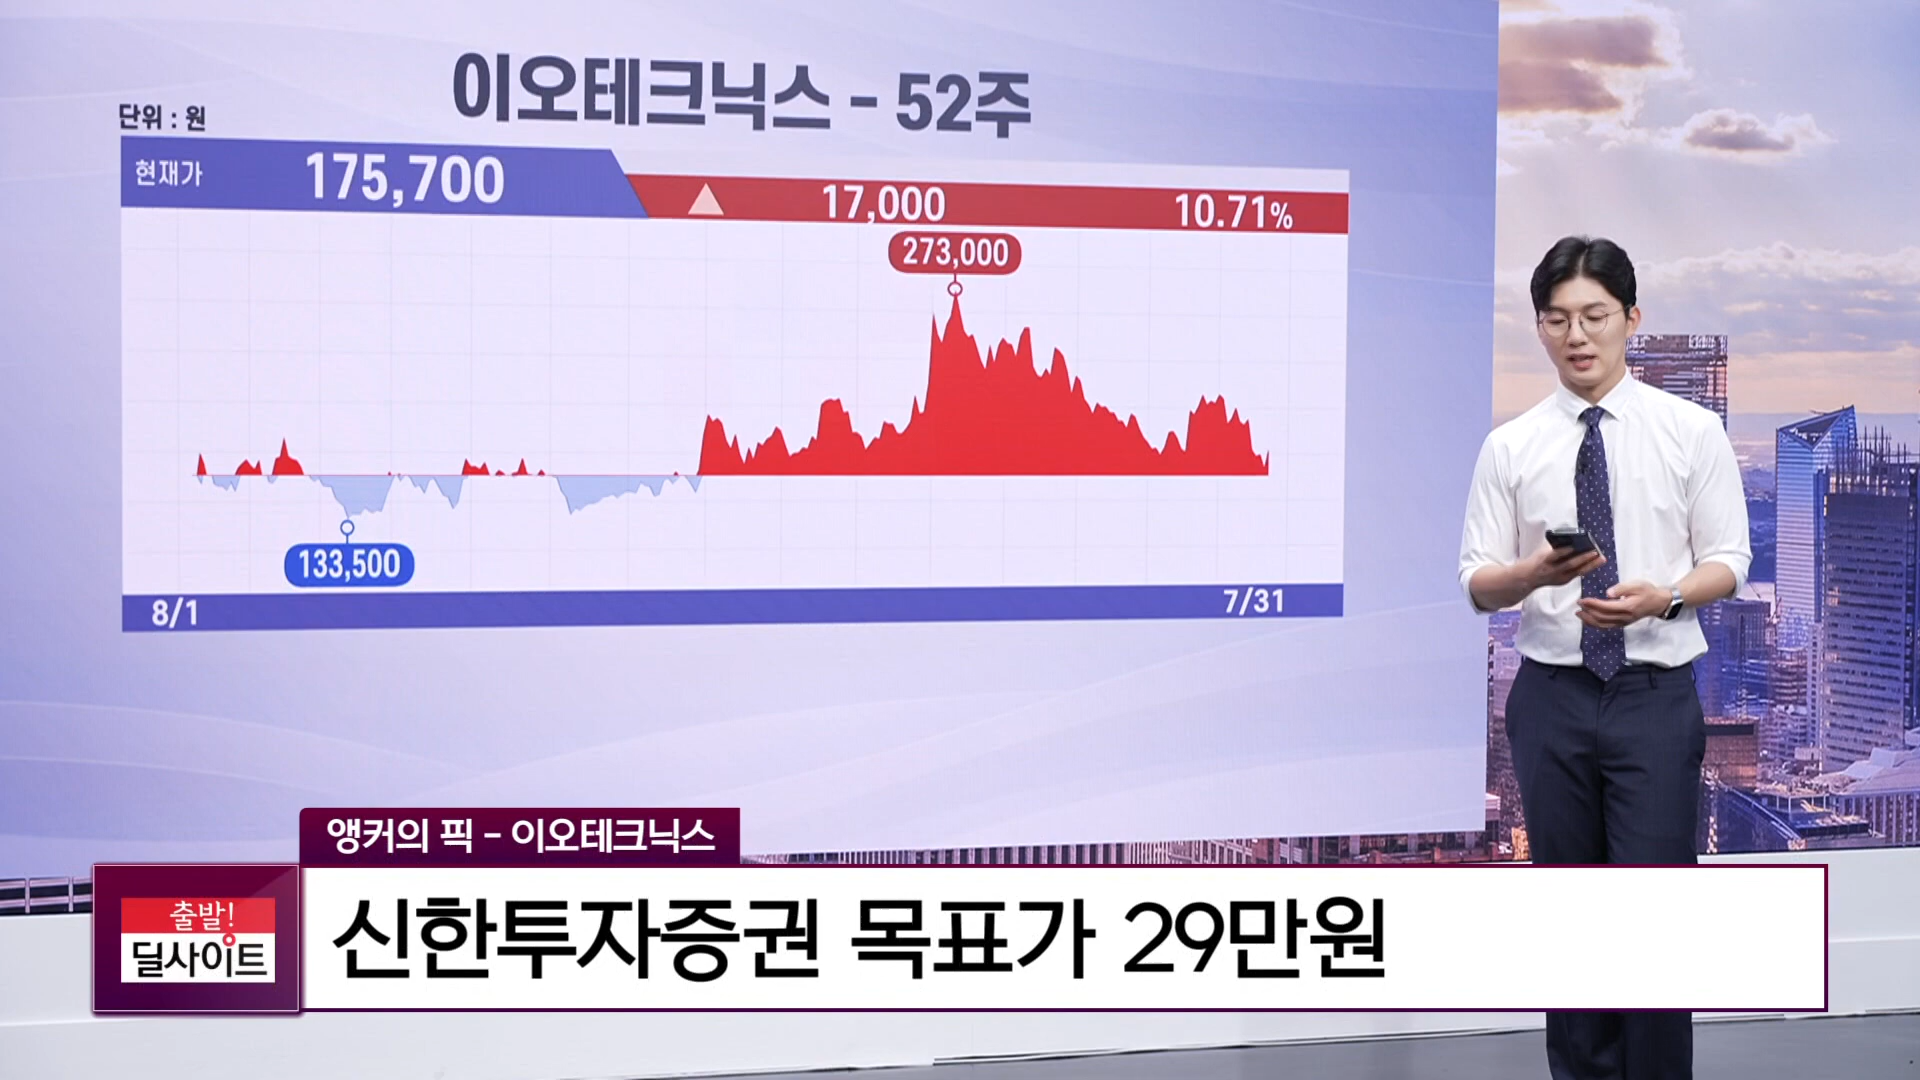 이오테크닉스 - 52주
단위 : 원
현재가 175,700 ▲ 17,000 10.71%
273,000
133,500
8/1 7/31
앵커의 픽 - 이오테크닉스
출발!
딜사이트
신한투자증권 목표가 29만원